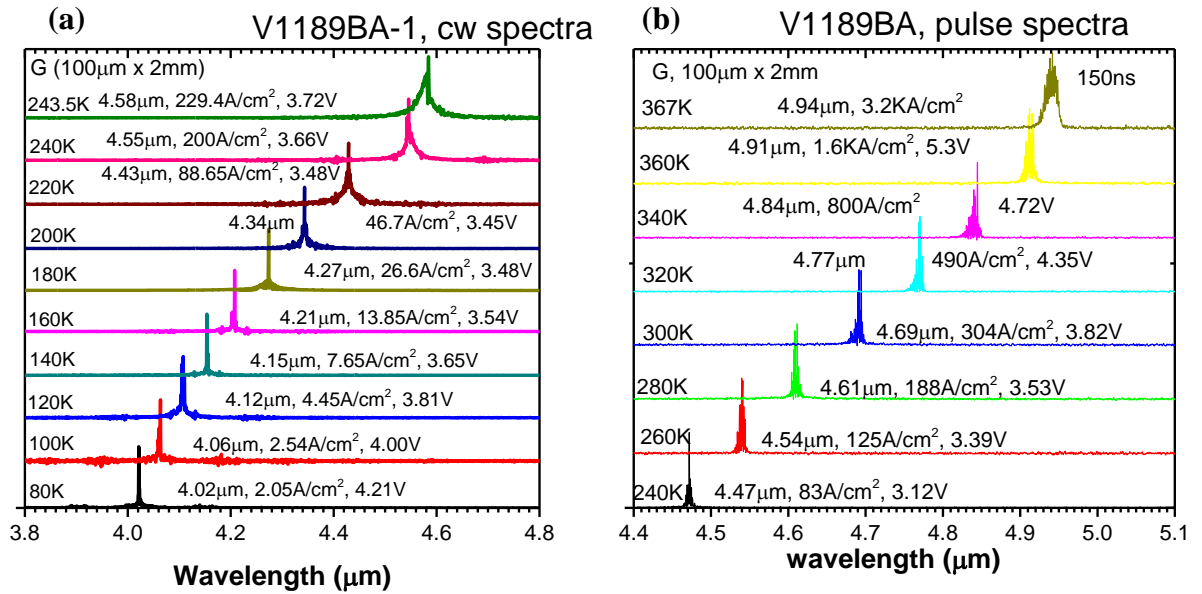 (a)
V1189BA-1, cw spectra
G (100μm x 2mm)
243.5K
4.58μm, 229.4A/cm², 3.72V
240K
4.55μm, 200A/cm², 3.66V
220K
4.43μm, 88.65A/cm², 3.48V
200K
4.34μm
46.7A/cm², 3.45V
180K
4.27μm, 26.6A/cm², 3.48V
160K
4.21μm, 13.85A/cm², 3.54V
140K
4.15μm, 7.65A/cm², 3.65V
120K
4.12μm, 4.45A/cm², 3.81V
100K
4.06μm, 2.54A/cm², 4.00V
80K
4.02μm, 2.05A/cm², 4.21V
3.8 4.0 4.2 4.4 4.6 4.8
Wavelength (μm)
(b)
V1189BA, pulse spectra
G, 100μm x 2mm
150ns
367K
4.94μm, 3.2KA/cm²
360K
4.91μm, 1.6KA/cm², 5.3V
340K
4.84μm, 800A/cm²
4.72V
320K
4.77μm
490A/cm², 4.35V
300K
4.69μm, 304A/cm², 3.82V
280K
4.61μm, 188A/cm², 3.53V
260K
4.54μm, 125A/cm², 3.39V
240K
4.47μm, 83A/cm², 3.12V
4.4 4.5 4.6 4.7 4.8 4.9 5.0 5.1
wavelength (μm)